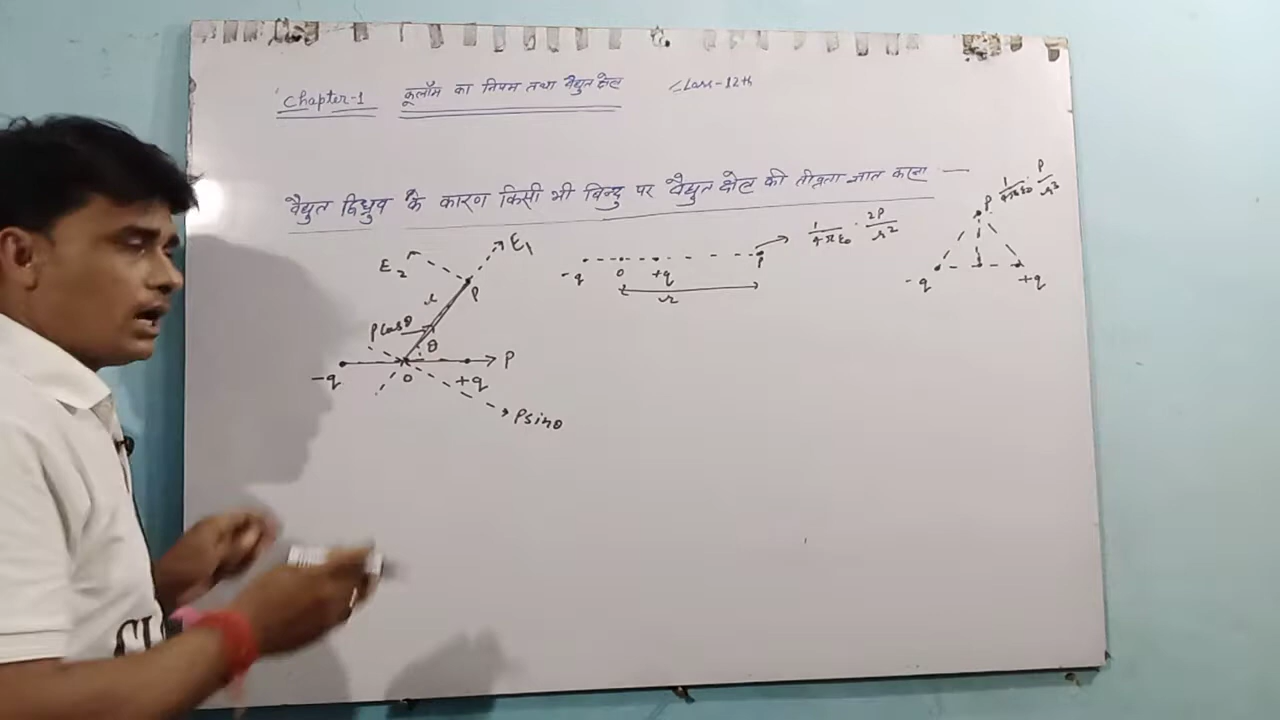 Chapter-1 कूलॉम का नियम तथा वैद्युत क्षेत्र Class-12th
वैद्युत द्विध्रुव के कारण किसी भी बिन्दु पर वैद्युत क्षेत्र की तीव्रता ज्ञात करना —
E₂ E₁
r P
Pcosθ
θ
-q O +q P
Psinθ
-q O +q P
r
1/4πε₀ · 2P/r²
P 1/4πε₀ · P/r³
-q +q